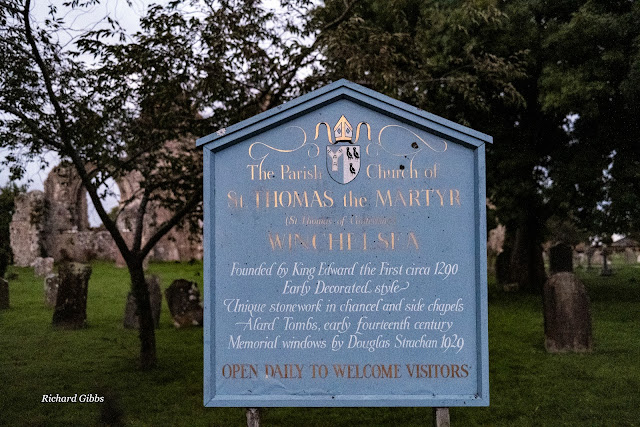 The Parish Church of
St. THOMAS the MARTYR
(St Thomas of Canterbury)
WINCHELSEA
Founded by King Edward the First circa 1290
Early Decorated style
Unique stonework in chancel and side chapels
Alard Tombs, early fourteenth century
Memorial windows by Douglas Strachan 1929
OPEN DAILY TO WELCOME VISITORS
Richard Gibbs